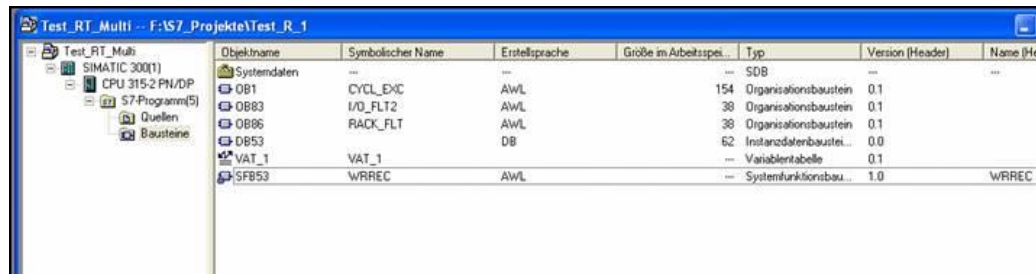 Test_RT_Multi -- F:\S7_Projekte\Test_R_1
Test_RT_Multi
SIMATIC 300(1)
CPU 315-2 PN/DP
S7-Programm(5)
Quellen
Bausteine
Objektname Symbolischer Name Erstellsprache Größe im Arbeitsspei... Typ Version (Header) Name (He
Systemdaten --- --- --- SDB --- ---
OB1 CYCL_EXC AWL 154 Organisationsbaustein 0.1
OB83 I/O_FLT2 AWL 38 Organisationsbaustein 0.1
OB86 RACK_FLT AWL 38 Organisationsbaustein 0.1
DB53 DB 62 Instanzdatenbaustei... 0.0
VAT_1 VAT_1 --- Variablentabelle 0.1
SFB53 WRREC AWL --- Systemfunktionsbau... 1.0 WRREC